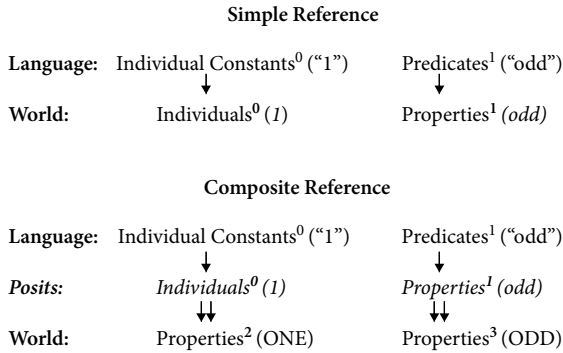 Simple Reference
Language: Individual Constants⁰ (“1”) Predicates¹ (“odd”)
World: Individuals⁰ (1) Properties¹ (odd)
Composite Reference
Language: Individual Constants⁰ (“1”) Predicates¹ (“odd”)
Posits: Individuals⁰ (1) Properties¹ (odd)
World: Properties² (ONE) Properties³ (ODD)